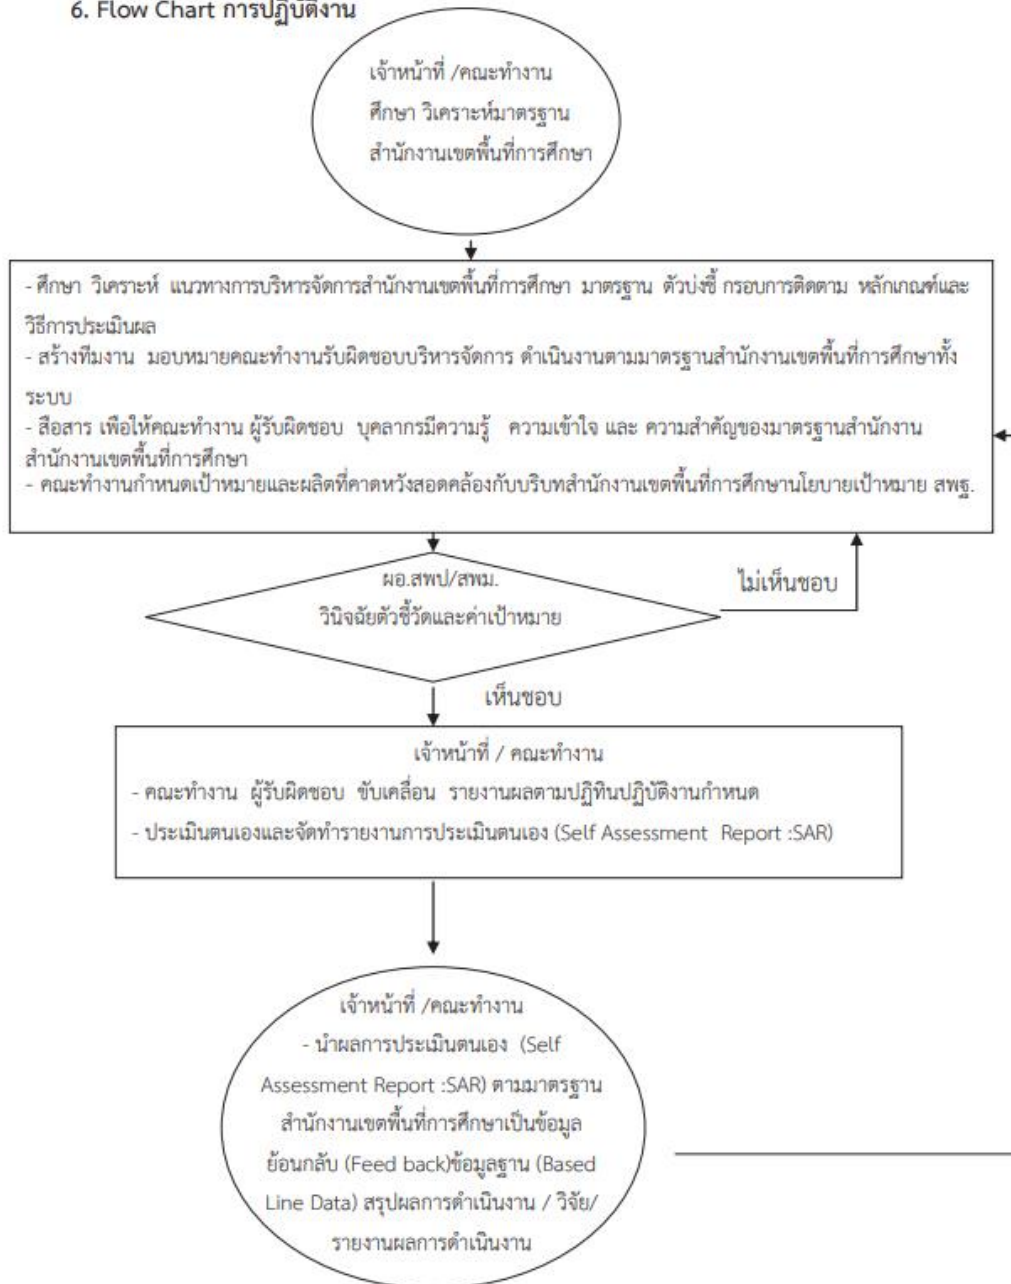 6. Flow Chart การปฏิบัติงาน
เจ้าหน้าที่ /คณะทำงาน
ศึกษา วิเคราะห์มาตรฐาน
สำนักงานเขตพื้นที่การศึกษา
- ศึกษา วิเคราะห์ แนวทางการบริหารจัดการสำนักงานเขตพื้นที่การศึกษา มาตรฐาน ตัวบ่งชี้ กรอบการติดตาม หลักเกณฑ์และ
วิธีการประเมินผล
- สร้างทีมงาน มอบหมายคณะทำงานรับผิดชอบบริหารจัดการ ดำเนินงานตามมาตรฐานสำนักงานเขตพื้นที่การศึกษาทั้ง
ระบบ
- สื่อสาร เพื่อให้คณะทำงาน ผู้รับผิดชอบ บุคลากรมีความรู้ ความเข้าใจ และ ความสำคัญของมาตรฐานสำนักงาน
สำนักงานเขตพื้นที่การศึกษา
- คณะทำงานกำหนดเป้าหมายและผลิตที่คาดหวังสอดคล้องกับบริบทสำนักงานเขตพื้นที่การศึกษานโยบายเป้าหมาย สพฐ.
ผอ.สพป/สพม.
วินิจฉัยตัวชี้วัดและค่าเป้าหมาย
ไม่เห็นชอบ
เห็นชอบ
เจ้าหน้าที่ / คณะทำงาน
- คณะทำงาน ผู้รับผิดชอบ ขับเคลื่อน รายงานผลตามปฏิทินปฏิบัติงานกำหนด
- ประเมินตนเองและจัดทำรายงานการประเมินตนเอง (Self Assessment Report :SAR)
เจ้าหน้าที่ /คณะทำงาน
- นำผลการประเมินตนเอง (Self
Assessment Report :SAR) ตามมาตรฐาน
สำนักงานเขตพื้นที่การศึกษาเป็นข้อมูล
ย้อนกลับ (Feed back)ข้อมูลฐาน (Based
Line Data) สรุปผลการดำเนินงาน / วิจัย/
รายงานผลการดำเนินงาน